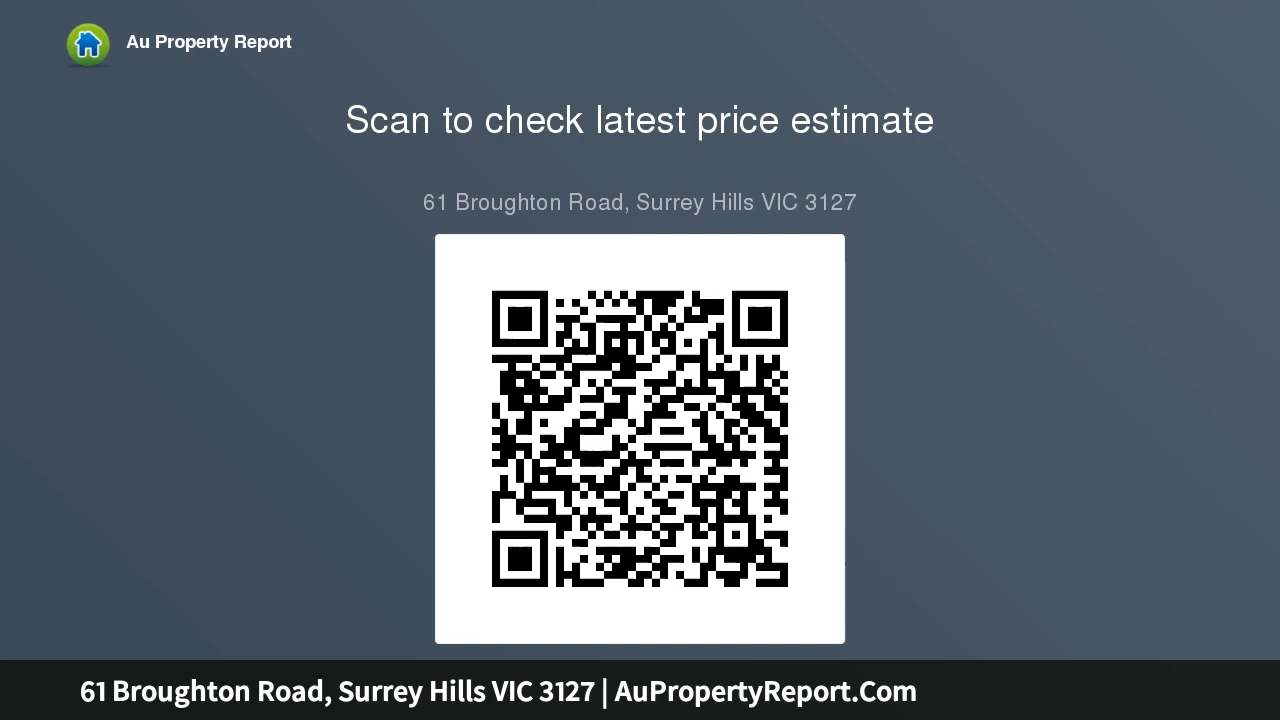 Au Property Report
Scan to check latest price estimate
61 Broughton Road, Surrey Hills VIC 3127
61 Broughton Road, Surrey Hills VIC 3127 | AuPropertyReport.Com